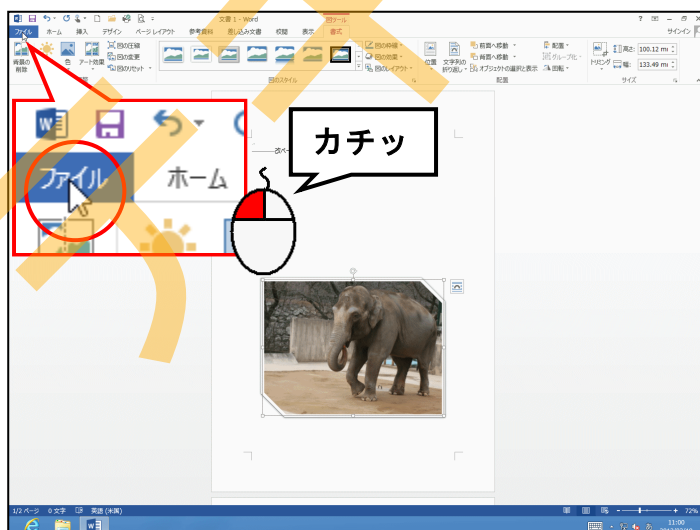 文書 1 - Word
図ツール
サインイン
ファイル ホーム 挿入 デザイン ページ レイアウト 参考資料 差し込み文書 校閲 表示 書式
背景の削除
色
アート効果
図の圧縮
図の変更
図のリセット
図のスタイル
図の枠線
図の効果
図のレイアウト
位置
文字列の折り返し
前面へ移動
背面へ移動
オブジェクトの選択と表示
配置
グループ化
回転
配置
トリミング
高さ: 100.12 mm
幅: 133.49 mm
サイズ
ファイル ホーム
カチッ
1/2 ページ 0 文字 英語 (米国)
72%
11:00